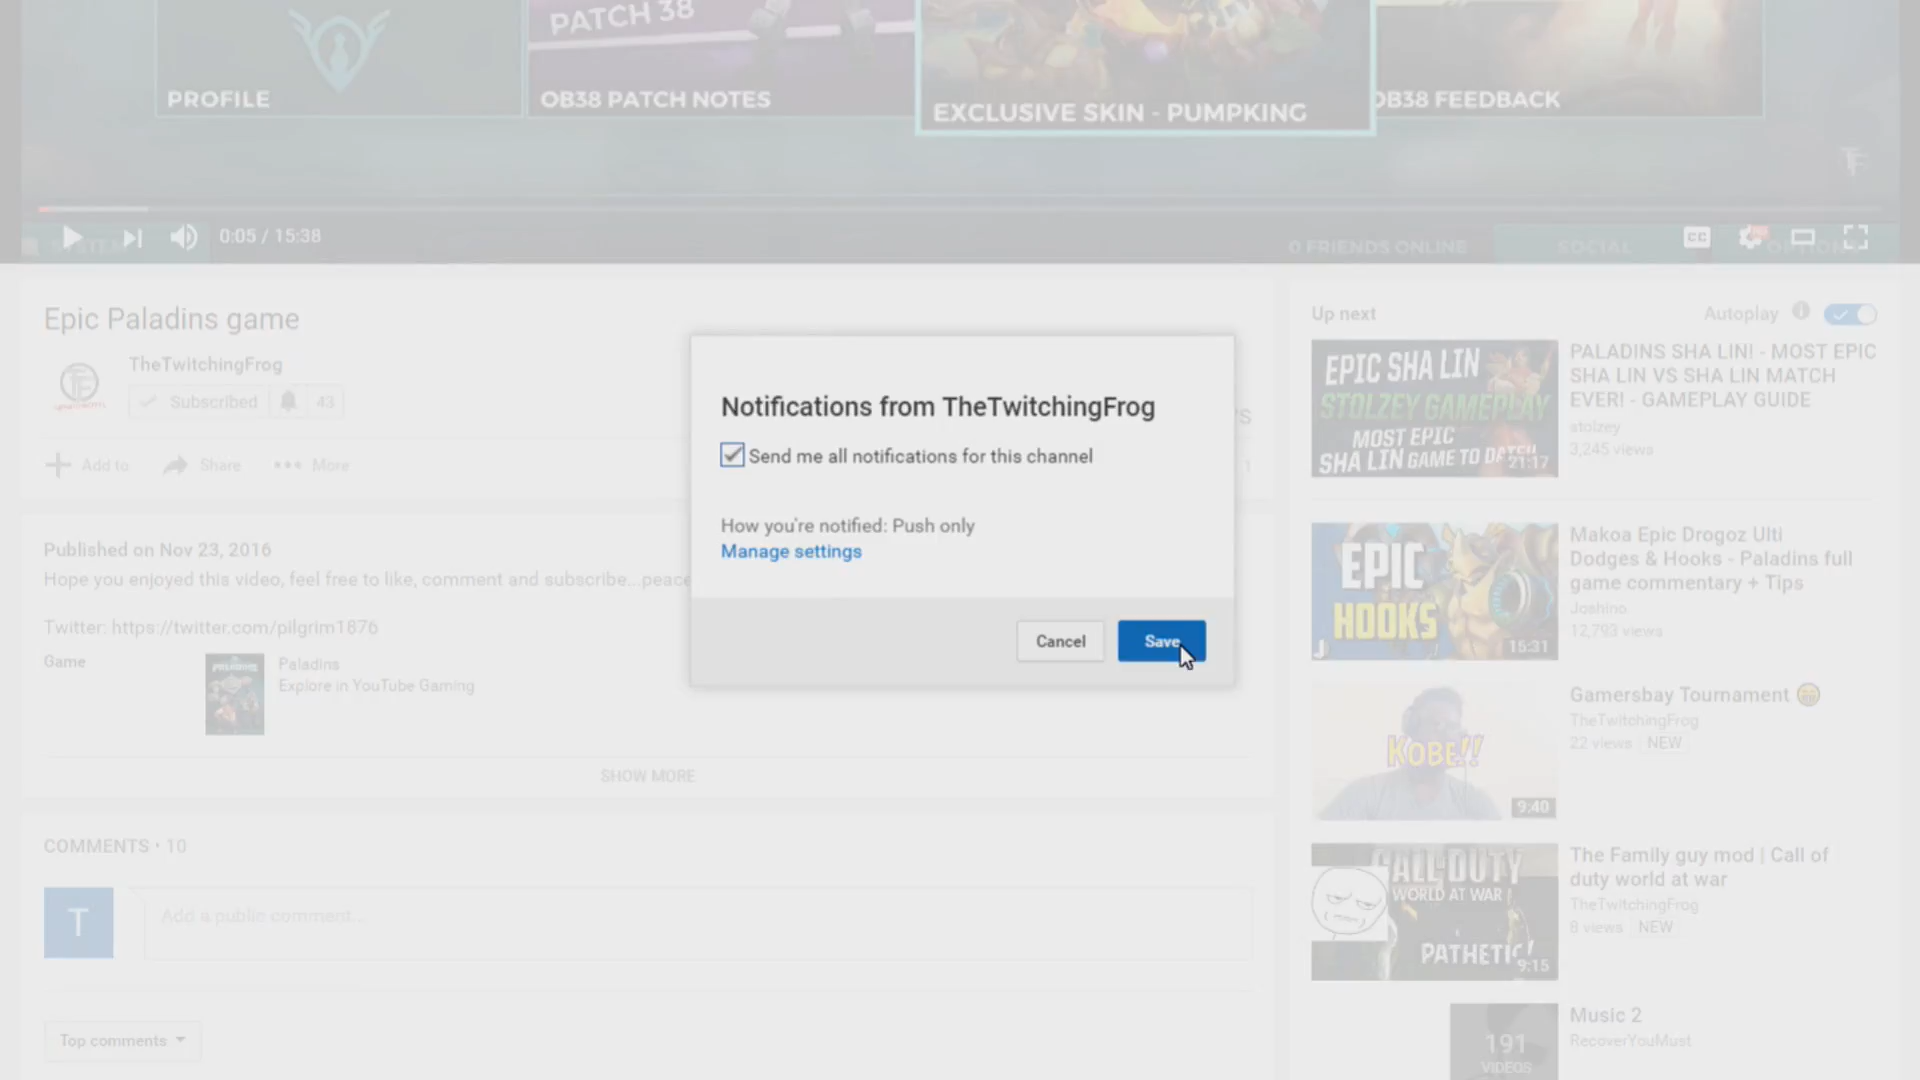 PATCH 38
PROFILE
OB38 PATCH NOTES
EXCLUSIVE SKIN - PUMPKING
OB38 FEEDBACK
0:05 / 15:38
0 FRIENDS ONLINE
SOCIAL
CC
Epic Paladins game
TheTwitchingFrog
Subscribed 43
Add to Share More
Published on Nov 23, 2016
Hope you enjoyed this video, feel free to like, comment and subscribe...peace
Twitter: https://twitter.com/pilgrim1876
Game
PALADINS
Paladins
Explore in YouTube Gaming
SHOW MORE
COMMENTS • 10
T
Add a public comment...
Top comments
Notifications from TheTwitchingFrog
Send me all notifications for this channel
How you're notified: Push only
Manage settings
Cancel
Save
1
Up next
Autoplay
EPIC SHA LIN
STOLZEY GAMEPLAY
MOST EPIC
SHA LIN GAME TO
21:17
PALADINS SHA LIN! - MOST EPIC
SHA LIN VS SHA LIN MATCH
EVER! - GAMEPLAY GUIDE
stolzey
3,245 views
EPIC
HOOKS
J
15:31
Makoa Epic Drogoz Ulti
Dodges & Hooks - Paladins full
game commentary + Tips
Joshino
12,793 views
KOBE!!
9:40
Gamersbay Tournament 😁
TheTwitchingFrog
22 views NEW
CALL DUTY
WORLD AT WAR
PATHETIC!
9:15
The Family guy mod | Call of
duty world at war
TheTwitchingFrog
8 views NEW
191
VIDEOS
Music 2
RecoverYouMust